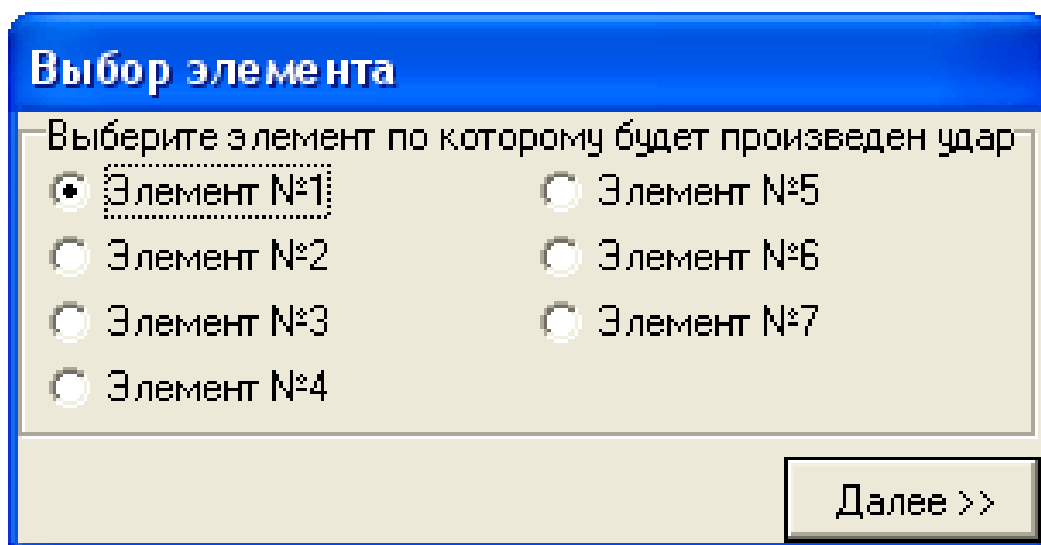 Выбор элемента
Выберите элемент по которому будет произведен удар
Элемент №1
Элемент №2
Элемент №3
Элемент №4
Элемент №5
Элемент №6
Элемент №7
Далее >>